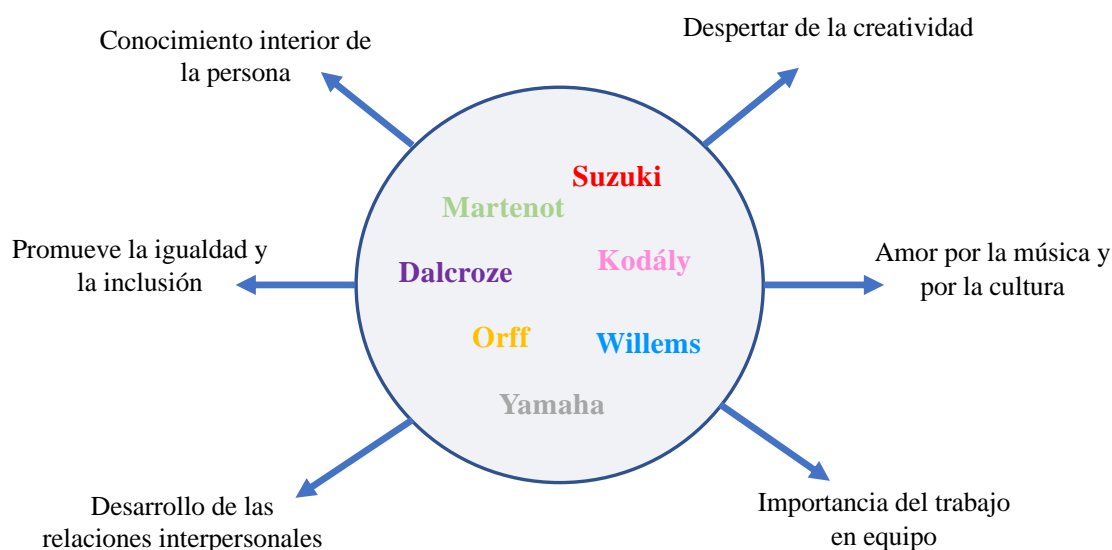 Conocimiento interior de
la persona
Despertar de la creatividad
Suzuki
Martenot
Promueve la igualdad y
la inclusión
Dalcroze
Kodály
Amor por la música y
por la cultura
Orff
Willems
Yamaha
Desarrollo de las
relaciones interpersonales
Importancia del trabajo
en equipo